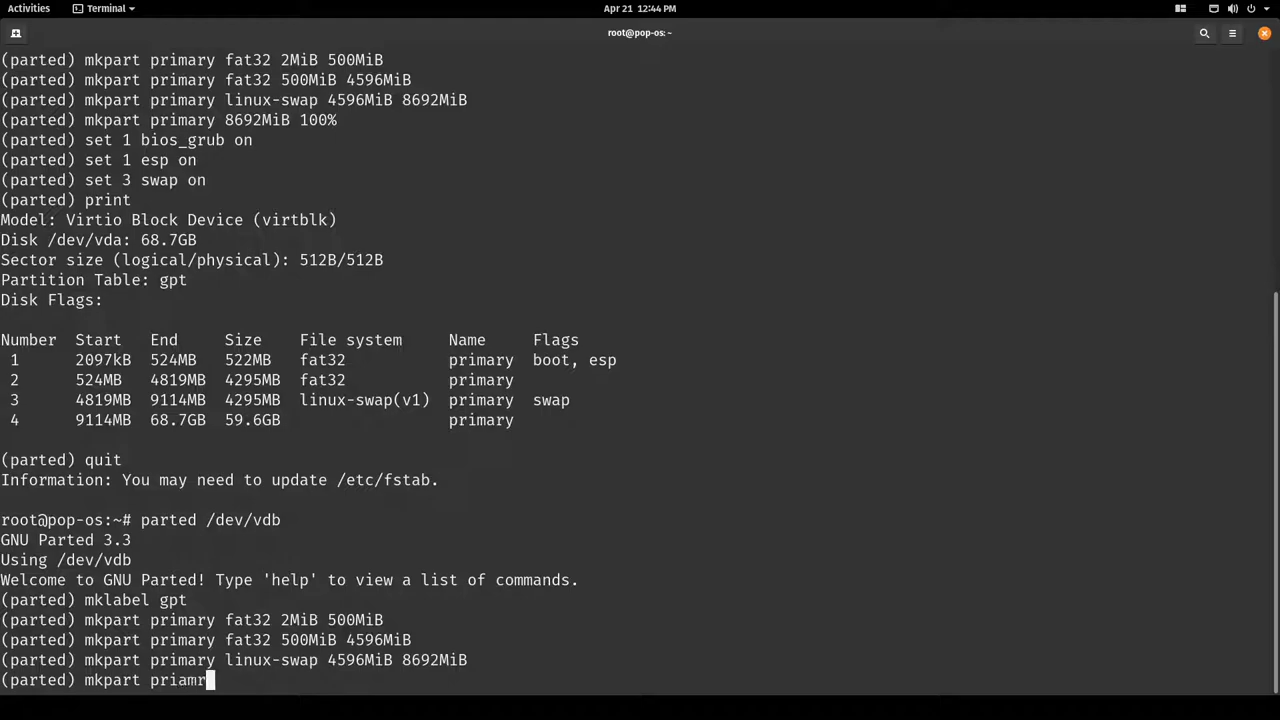 Activities Terminal Apr 21 12:44 PM
root@pop-os: ~
(parted) mkpart primary fat32 2MiB 500MiB
(parted) mkpart primary fat32 500MiB 4596MiB
(parted) mkpart primary linux-swap 4596MiB 8692MiB
(parted) mkpart primary 8692MiB 100%
(parted) set 1 bios_grub on
(parted) set 1 esp on
(parted) set 3 swap on
(parted) print
Model: Virtio Block Device (virtblk)
Disk /dev/vda: 68.7GB
Sector size (logical/physical): 512B/512B
Partition Table: gpt
Disk Flags:
Number Start End Size File system Name Flags
1 2097kB 524MB 522MB fat32 primary boot, esp
2 524MB 4819MB 4295MB fat32 primary
3 4819MB 9114MB 4295MB linux-swap(v1) primary swap
4 9114MB 68.7GB 59.6GB primary
(parted) quit
Information: You may need to update /etc/fstab.
root@pop-os:~# parted /dev/vdb
GNU Parted 3.3
Using /dev/vdb
Welcome to GNU Parted! Type 'help' to view a list of commands.
(parted) mklabel gpt
(parted) mkpart primary fat32 2MiB 500MiB
(parted) mkpart primary fat32 500MiB 4596MiB
(parted) mkpart primary linux-swap 4596MiB 8692MiB
(parted) mkpart priamr